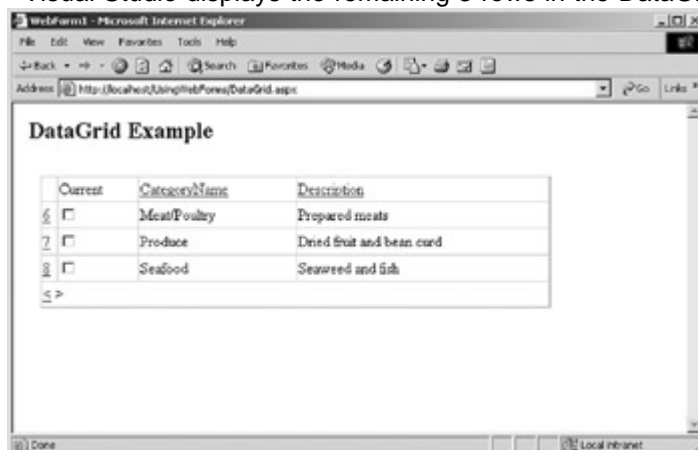 Visual Studio displays the remaining 3 rows in the DataG
WebForm1 - Microsoft Internet Explorer
File Edit View Favorites Tools Help
Back Search Favorites Media
Address http://localhost/UsingWebForms/DataGrid.aspx Go Links »
DataGrid Example
Current CategoryName Description
6 Meat/Poultry Prepared meats
7 Produce Dried fruit and bean curd
8 Seafood Seaweed and fish
< >
Done Local intranet